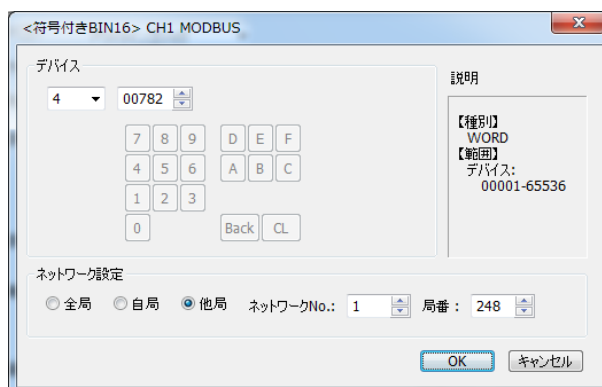 <符号付きBIN16> CH1 MODBUS
デバイス
4 00782
7 8 9 D E F
4 5 6 A B C
1 2 3
0 Back CL
説明
【種別】
WORD
【範囲】
デバイス:
00001-65536
ネットワーク設定
全局 自局 他局 ネットワークNo.: 1 局番: 248
OK キャンセル